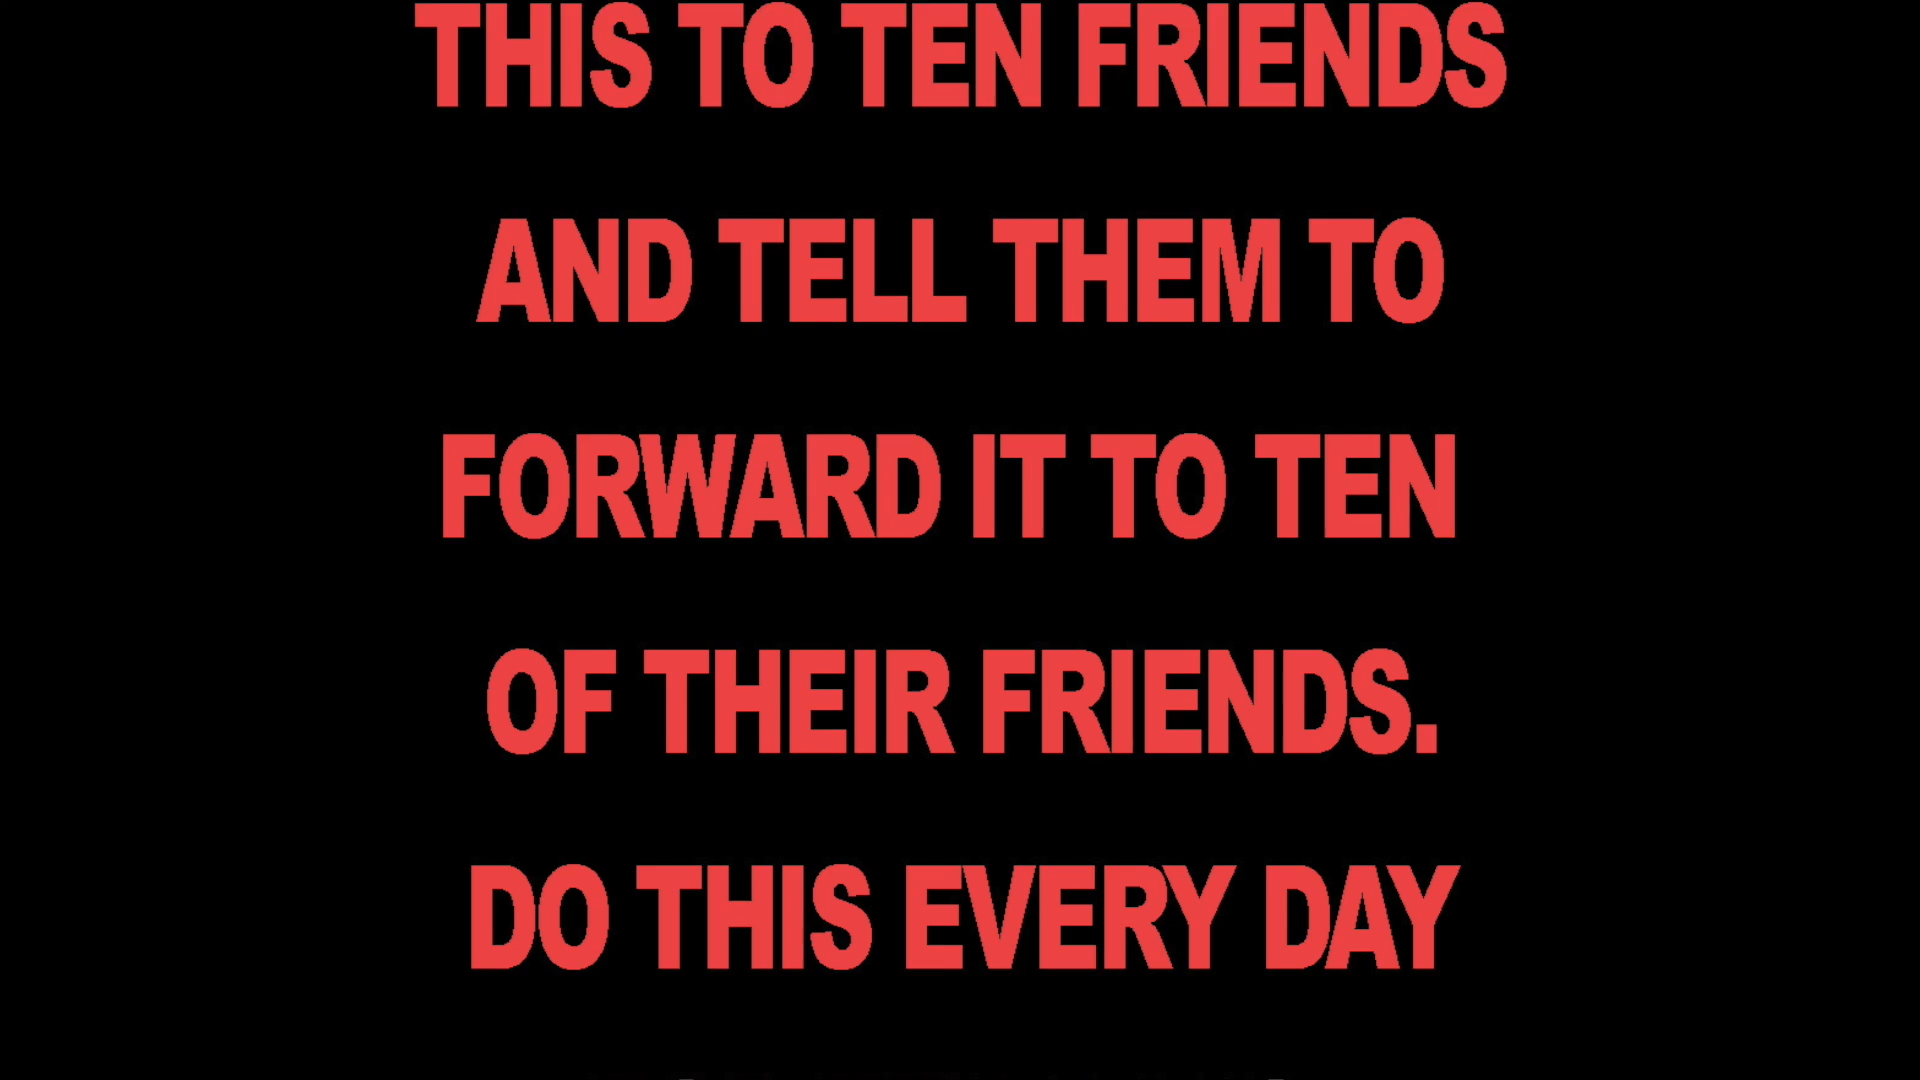 THIS TO TEN FRIENDS
AND TELL THEM TO
FORWARD IT TO TEN
OF THEIR FRIENDS.
DO THIS EVERY DAY